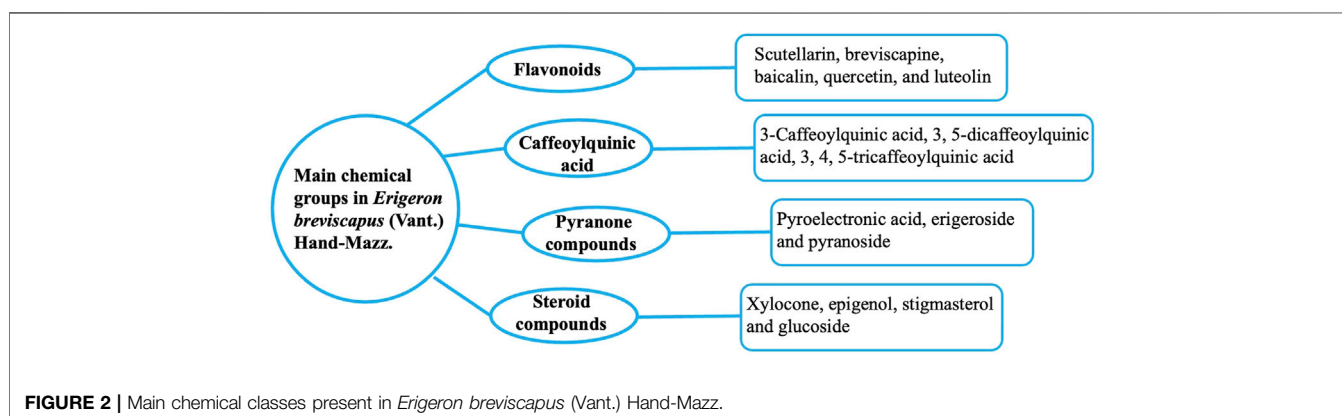 Main chemical
groups in Erigeron
breviscapus (Vant.)
Hand-Mazz.
Flavonoids
Scutellarin, breviscapine,
baicalin, quercetin, and luteolin
Caffeoylquinic
acid
3-Caffeoylquinic acid, 3, 5-dicaffeoylquinic
acid, 3, 4, 5-tricaffeoylquinic acid
Pyranone
compounds
Pyroelectronic acid, erigeroside
and pyranoside
Steroid
compounds
Xylocone, epigenol, stigmasterol
and glucoside
FIGURE 2 | Main chemical classes present in Erigeron breviscapus (Vant.) Hand-Mazz.